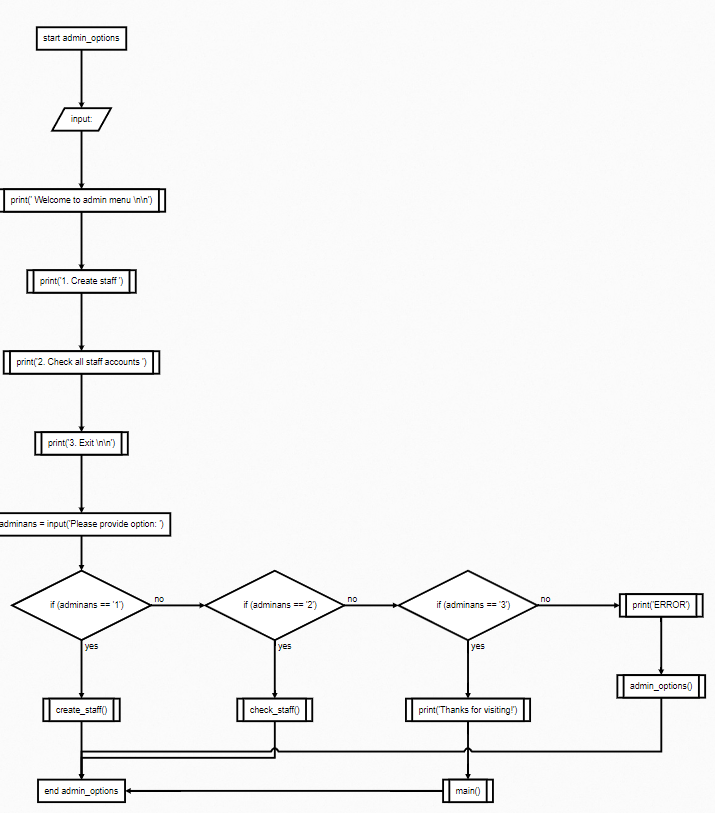 start admin_options
input:
print(' Welcome to admin menu \n\n')
print('1. Create staff ')
print('2. Check all staff accounts ')
print('3. Exit \n\n')
adminans = input('Please provide option: ')
if (adminans == '1')
no
if (adminans == '2')
no
if (adminans == '3')
no
print('ERROR')
yes
yes
yes
admin_options()
create_staff()
check_staff()
print('Thanks for visiting!')
end admin_options
main()